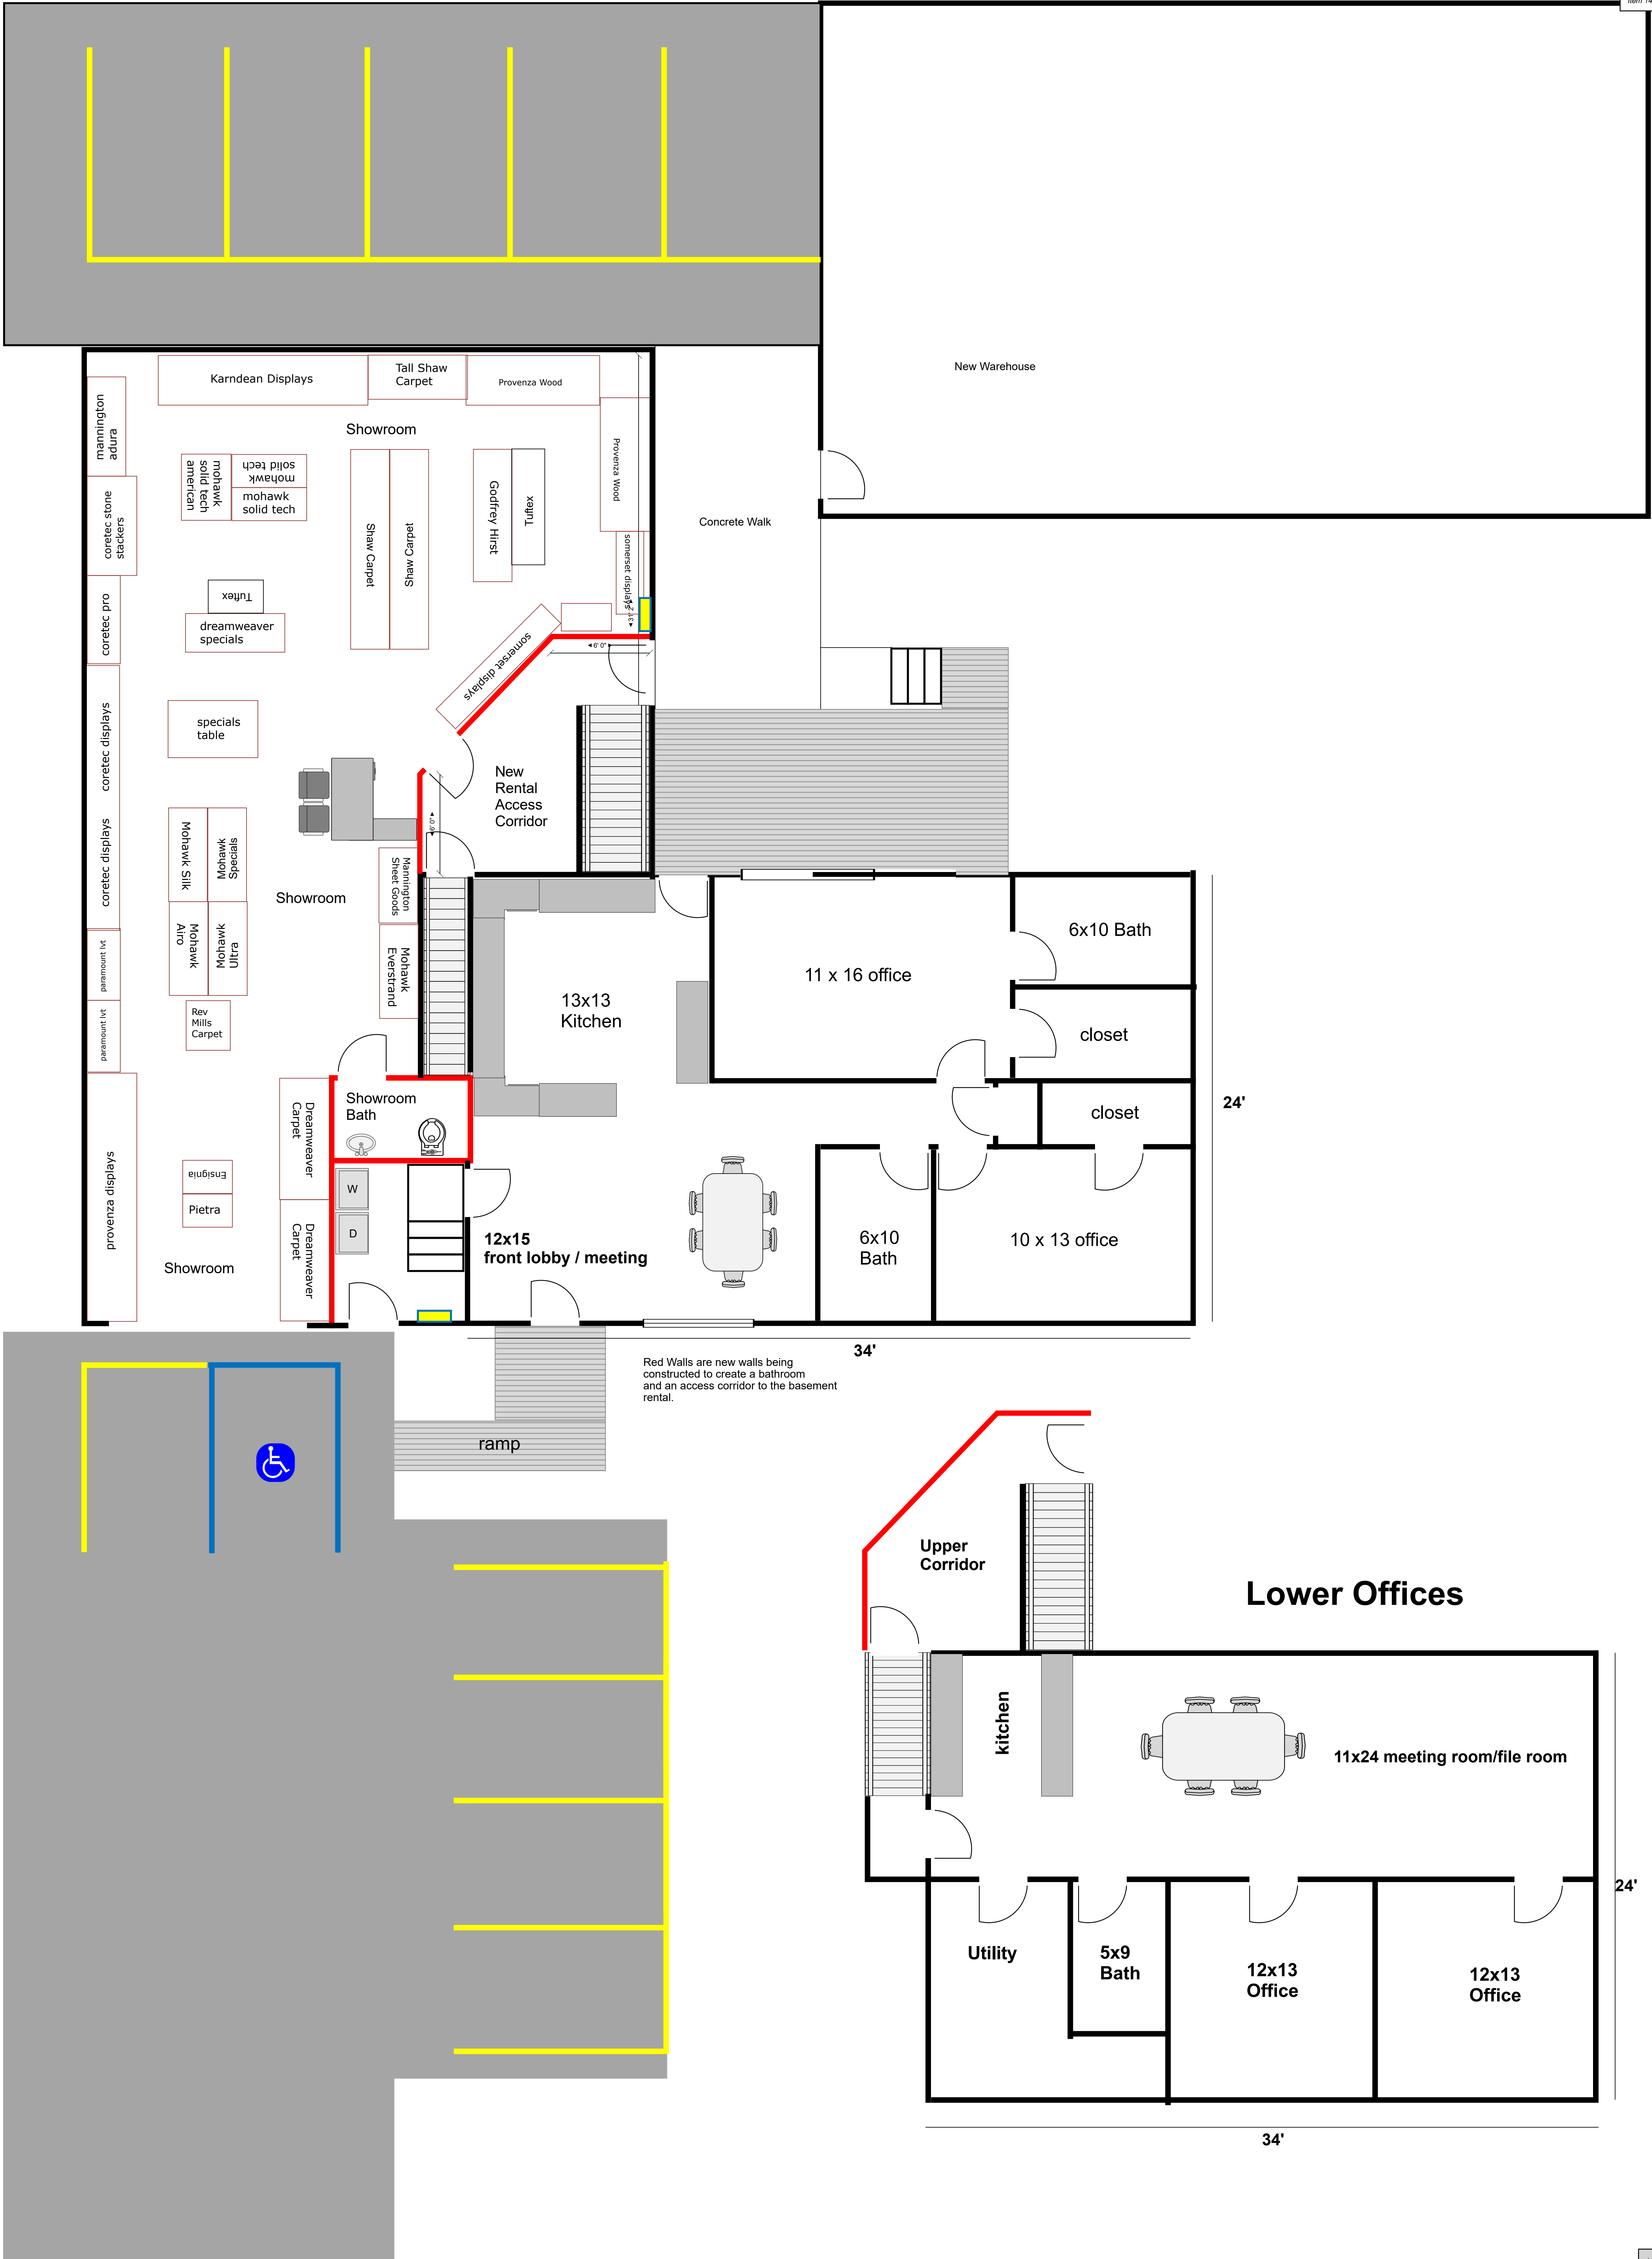 Item 14
Karndean Displays
Tall Shaw
Carpet
Provenza Wood
New Warehouse
mannington
adura
Showroom
Provenza Wood
mohawk
solid tech
american
mohawk
solid tech
mohawk
solid tech
coretec stone
stackers
Shaw Carpet
Shaw Carpet
Godfrey Hirst
Tuftex
Concrete Walk
somerset displays
coretec pro
Tuftex
dreamweaver
specials
6' 0"
somerset displays
coretec displays
specials
table
New
Rental
Access
Corridor
6' 0"
coretec displays
Mohawk Silk
Mohawk
Specials
Mannington
Sheet Goods
Showroom
Mohawk
Airo
Mohawk
Ultra
Mohawk
Everstrand
paramount lvt
paramount lvt
Rev
Mills
Carpet
13x13
Kitchen
11 x 16 office
6x10 Bath
closet
closet
24'
Showroom
Bath
Dreamweaver
Carpet
provenza displays
Ensignia
Pietra
W
D
Dreamweaver
Carpet
12x15
front lobby / meeting
6x10
Bath
10 x 13 office
Showroom
34'
Red Walls are new walls being
constructed to create a bathroom
and an access corridor to the basement
rental.
ramp
Upper
Corridor
Lower Offices
kitchen
11x24 meeting room/file room
24'
Utility
5x9
Bath
12x13
Office
12x13
Office
34'